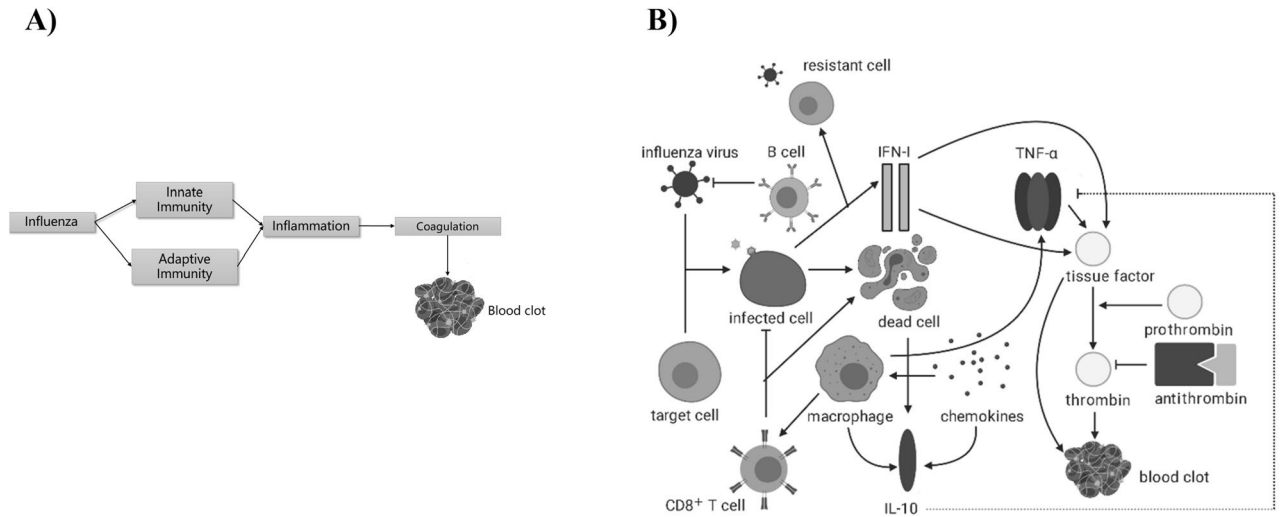 A)
Influenza
Innate
Immunity
Adaptive
Immunity
Inflammation
Coagulation
Blood clot
B)
resistant cell
influenza virus
B cell
IFN-I
TNF-α
infected cell
dead cell
tissue factor
prothrombin
target cell
macrophage
chemokines
thrombin
antithrombin
CD8+ T cell
IL-10
blood clot